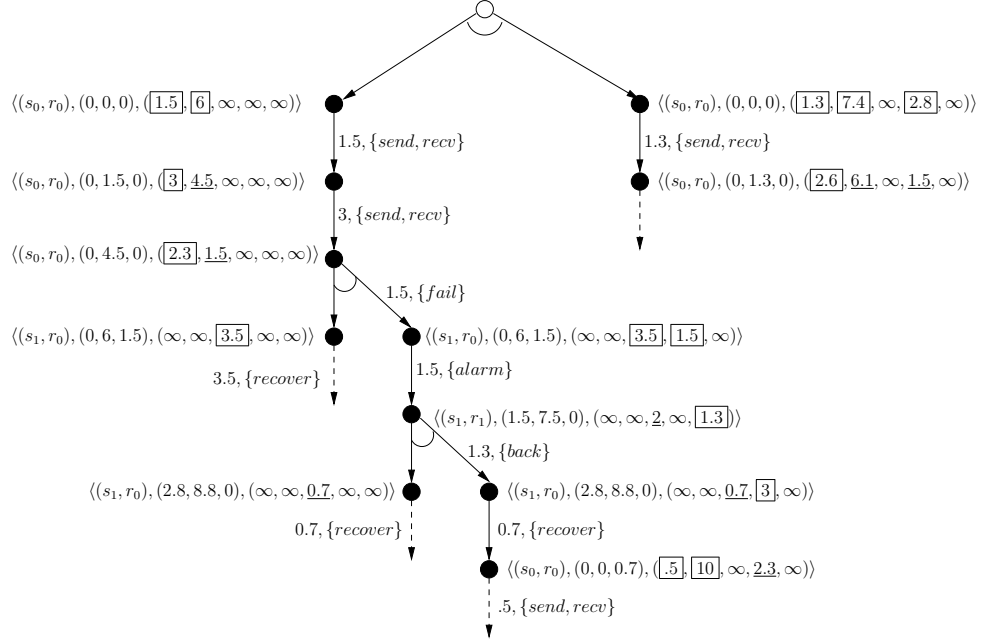 ⟨(s₀, r₀), (0, 0, 0), (1.5, 6, ∞, ∞, ∞)⟩
⟨(s₀, r₀), (0, 0, 0), (1.3, 7.4, ∞, 2.8, ∞)⟩
1.5, {send, recv}
1.3, {send, recv}
⟨(s₀, r₀), (0, 1.5, 0), (3, 4.5, ∞, ∞, ∞)⟩
⟨(s₀, r₀), (0, 1.3, 0), (2.6, 6.1, ∞, 1.5, ∞)⟩
3, {send, recv}
⟨(s₀, r₀), (0, 4.5, 0), (2.3, 1.5, ∞, ∞, ∞)⟩
1.5, {fail}
⟨(s₁, r₀), (0, 6, 1.5), (∞, ∞, 3.5, ∞, ∞)⟩
⟨(s₁, r₀), (0, 6, 1.5), (∞, ∞, 3.5, 1.5, ∞)⟩
3.5, {recover}
1.5, {alarm}
⟨(s₁, r₁), (1.5, 7.5, 0), (∞, ∞, 2, ∞, 1.3)⟩
1.3, {back}
⟨(s₁, r₀), (2.8, 8.8, 0), (∞, ∞, 0.7, ∞, ∞)⟩
⟨(s₁, r₀), (2.8, 8.8, 0), (∞, ∞, 0.7, 3, ∞)⟩
0.7, {recover}
0.7, {recover}
⟨(s₀, r₀), (0, 0, 0.7), (.5, 10, ∞, 2.3, ∞)⟩
.5, {send, recv}